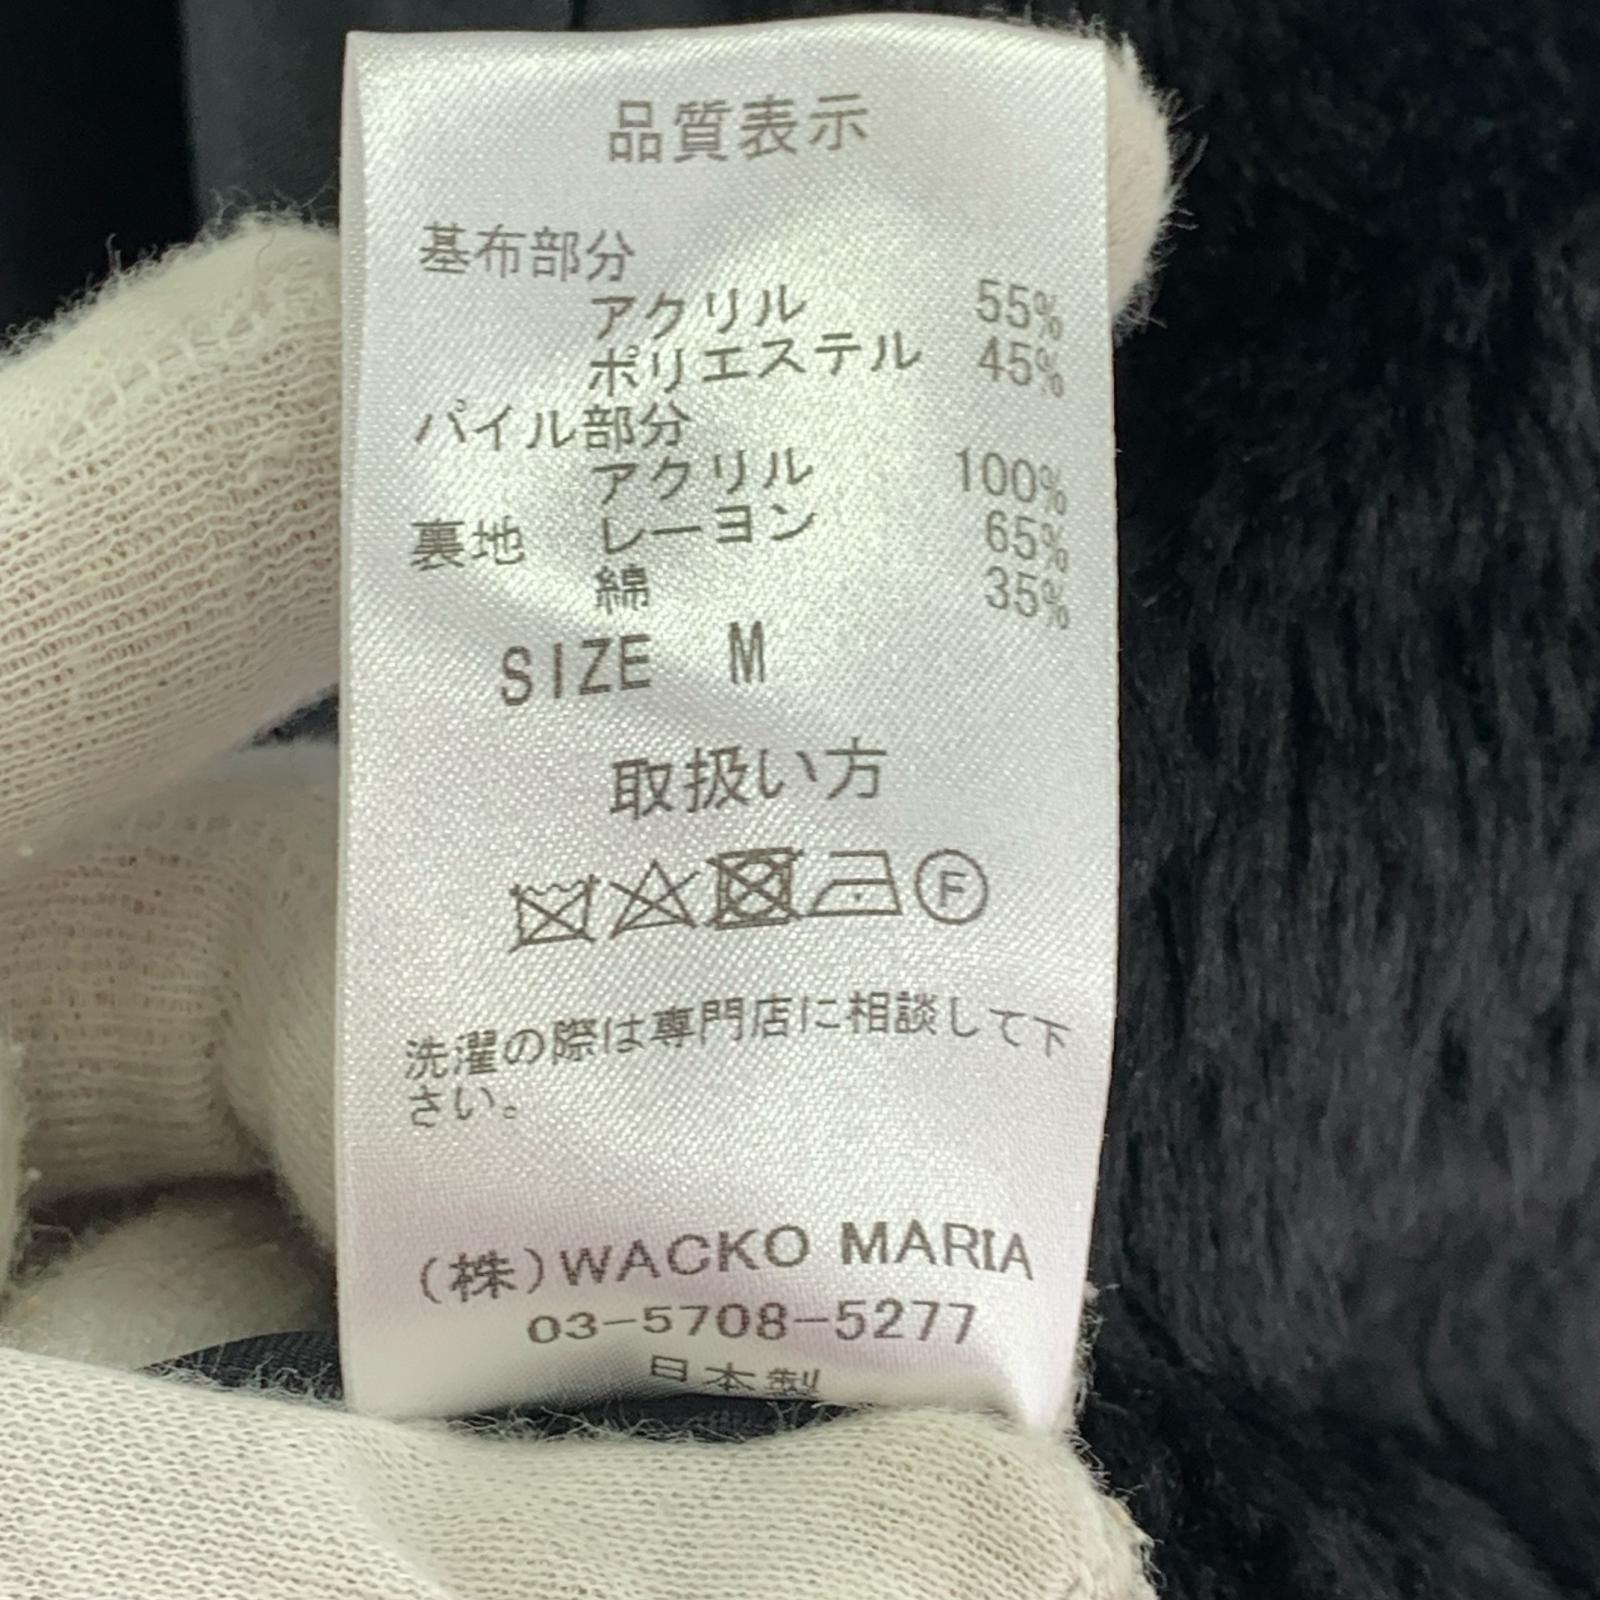 品質表示
基布部分
アクリル 55%
ポリエステル 45%
パイル部分
アクリル 100%
裏地 レーヨン 65%
綿 35%
SIZE M
取扱い方
F
洗濯の際は専門店に相談して下
さい。
(株)WACKO MARIA
03-5708-5277
日本製